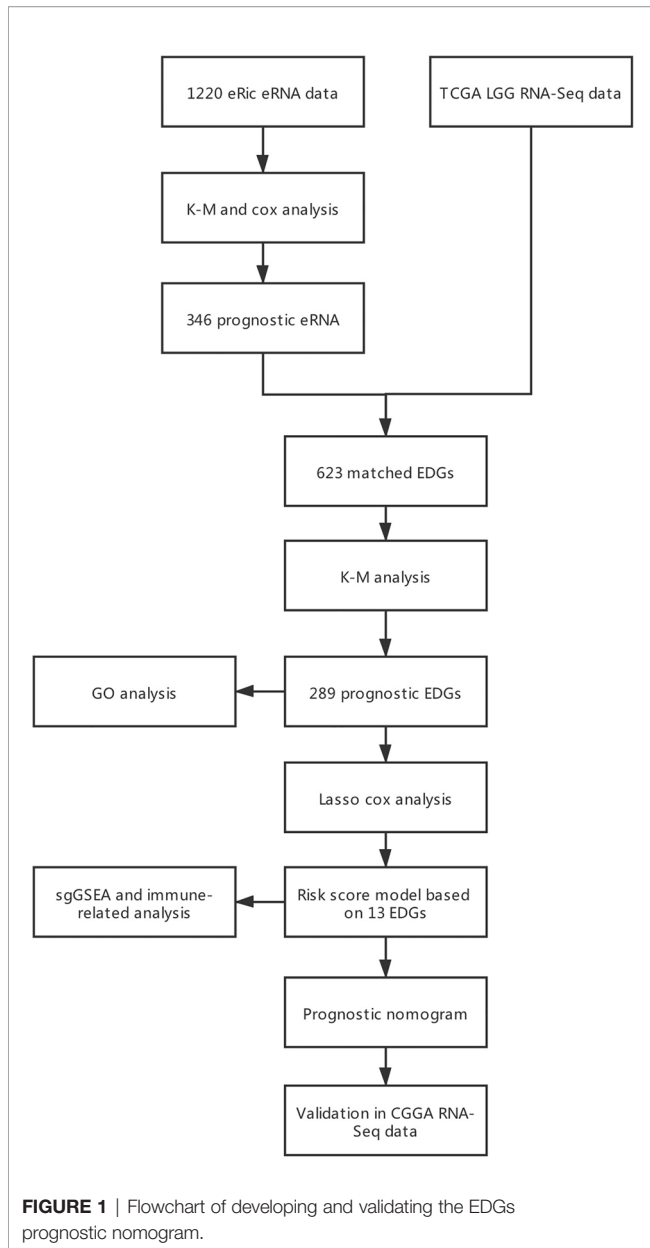 1220 eRic eRNA data
TCGA LGG RNA-Seq data
K-M and cox analysis
346 prognostic eRNA
623 matched EDGs
K-M analysis
GO analysis
289 prognostic EDGs
Lasso cox analysis
sgGSEA and immune-
related analysis
Risk score model based
on 13 EDGs
Prognostic nomogram
Validation in CGGA RNA-
Seq data
FIGURE 1 | Flowchart of developing and validating the EDGs
prognostic nomogram.